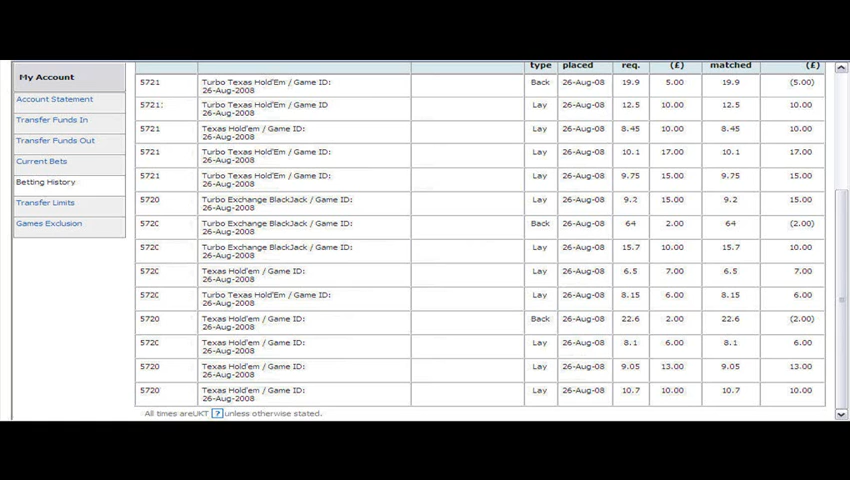 My Account
Account Statement
Transfer Funds In
Transfer Funds Out
Current Bets
Betting History
Transfer Limits
Games Exclusion
type placed req. (£) matched (£)
5721 Turbo Texas Hold'Em / Game ID: Back 26-Aug-08 19.9 5.00 19.9 (5.00)
26-Aug-2008
5721: Turbo Texas Hold'Em / Game ID Lay 26-Aug-08 12.5 10.00 12.5 10.00
26-Aug-2008
5721 Texas Hold'em / Game ID: Lay 26-Aug-08 8.45 10.00 8.45 10.00
26-Aug-2008
5721 Turbo Texas Hold'Em / Game ID: Lay 26-Aug-08 10.1 17.00 10.1 17.00
26-Aug-2008
5721 Turbo Texas Hold'Em / Game ID: Lay 26-Aug-08 9.75 15.00 9.75 15.00
26-Aug-2008
5720 Turbo Exchange BlackJack / Game ID: Lay 26-Aug-08 9.2 15.00 9.2 15.00
26-Aug-2008
5720 Turbo Exchange BlackJack / Game ID: Back 26-Aug-08 64 2.00 64 (2.00)
26-Aug-2008
5720 Turbo Exchange BlackJack / Game ID: Lay 26-Aug-08 15.7 10.00 15.7 10.00
26-Aug-2008
5720 Texas Hold'em / Game ID: Lay 26-Aug-08 6.5 7.00 6.5 7.00
26-Aug-2008
5720 Turbo Texas Hold'Em / Game ID: Lay 26-Aug-08 8.15 6.00 8.15 6.00
26-Aug-2008
5720 Texas Hold'em / Game ID: Back 26-Aug-08 22.6 2.00 22.6 (2.00)
26-Aug-2008
5720 Texas Hold'em / Game ID: Lay 26-Aug-08 8.1 6.00 8.1 6.00
26-Aug-2008
5720 Texas Hold'em / Game ID: Lay 26-Aug-08 9.05 13.00 9.05 13.00
26-Aug-2008
5720 Texas Hold'em / Game ID: Lay 26-Aug-08 10.7 10.00 10.7 10.00
26-Aug-2008
All times areUKT ? unless otherwise stated.